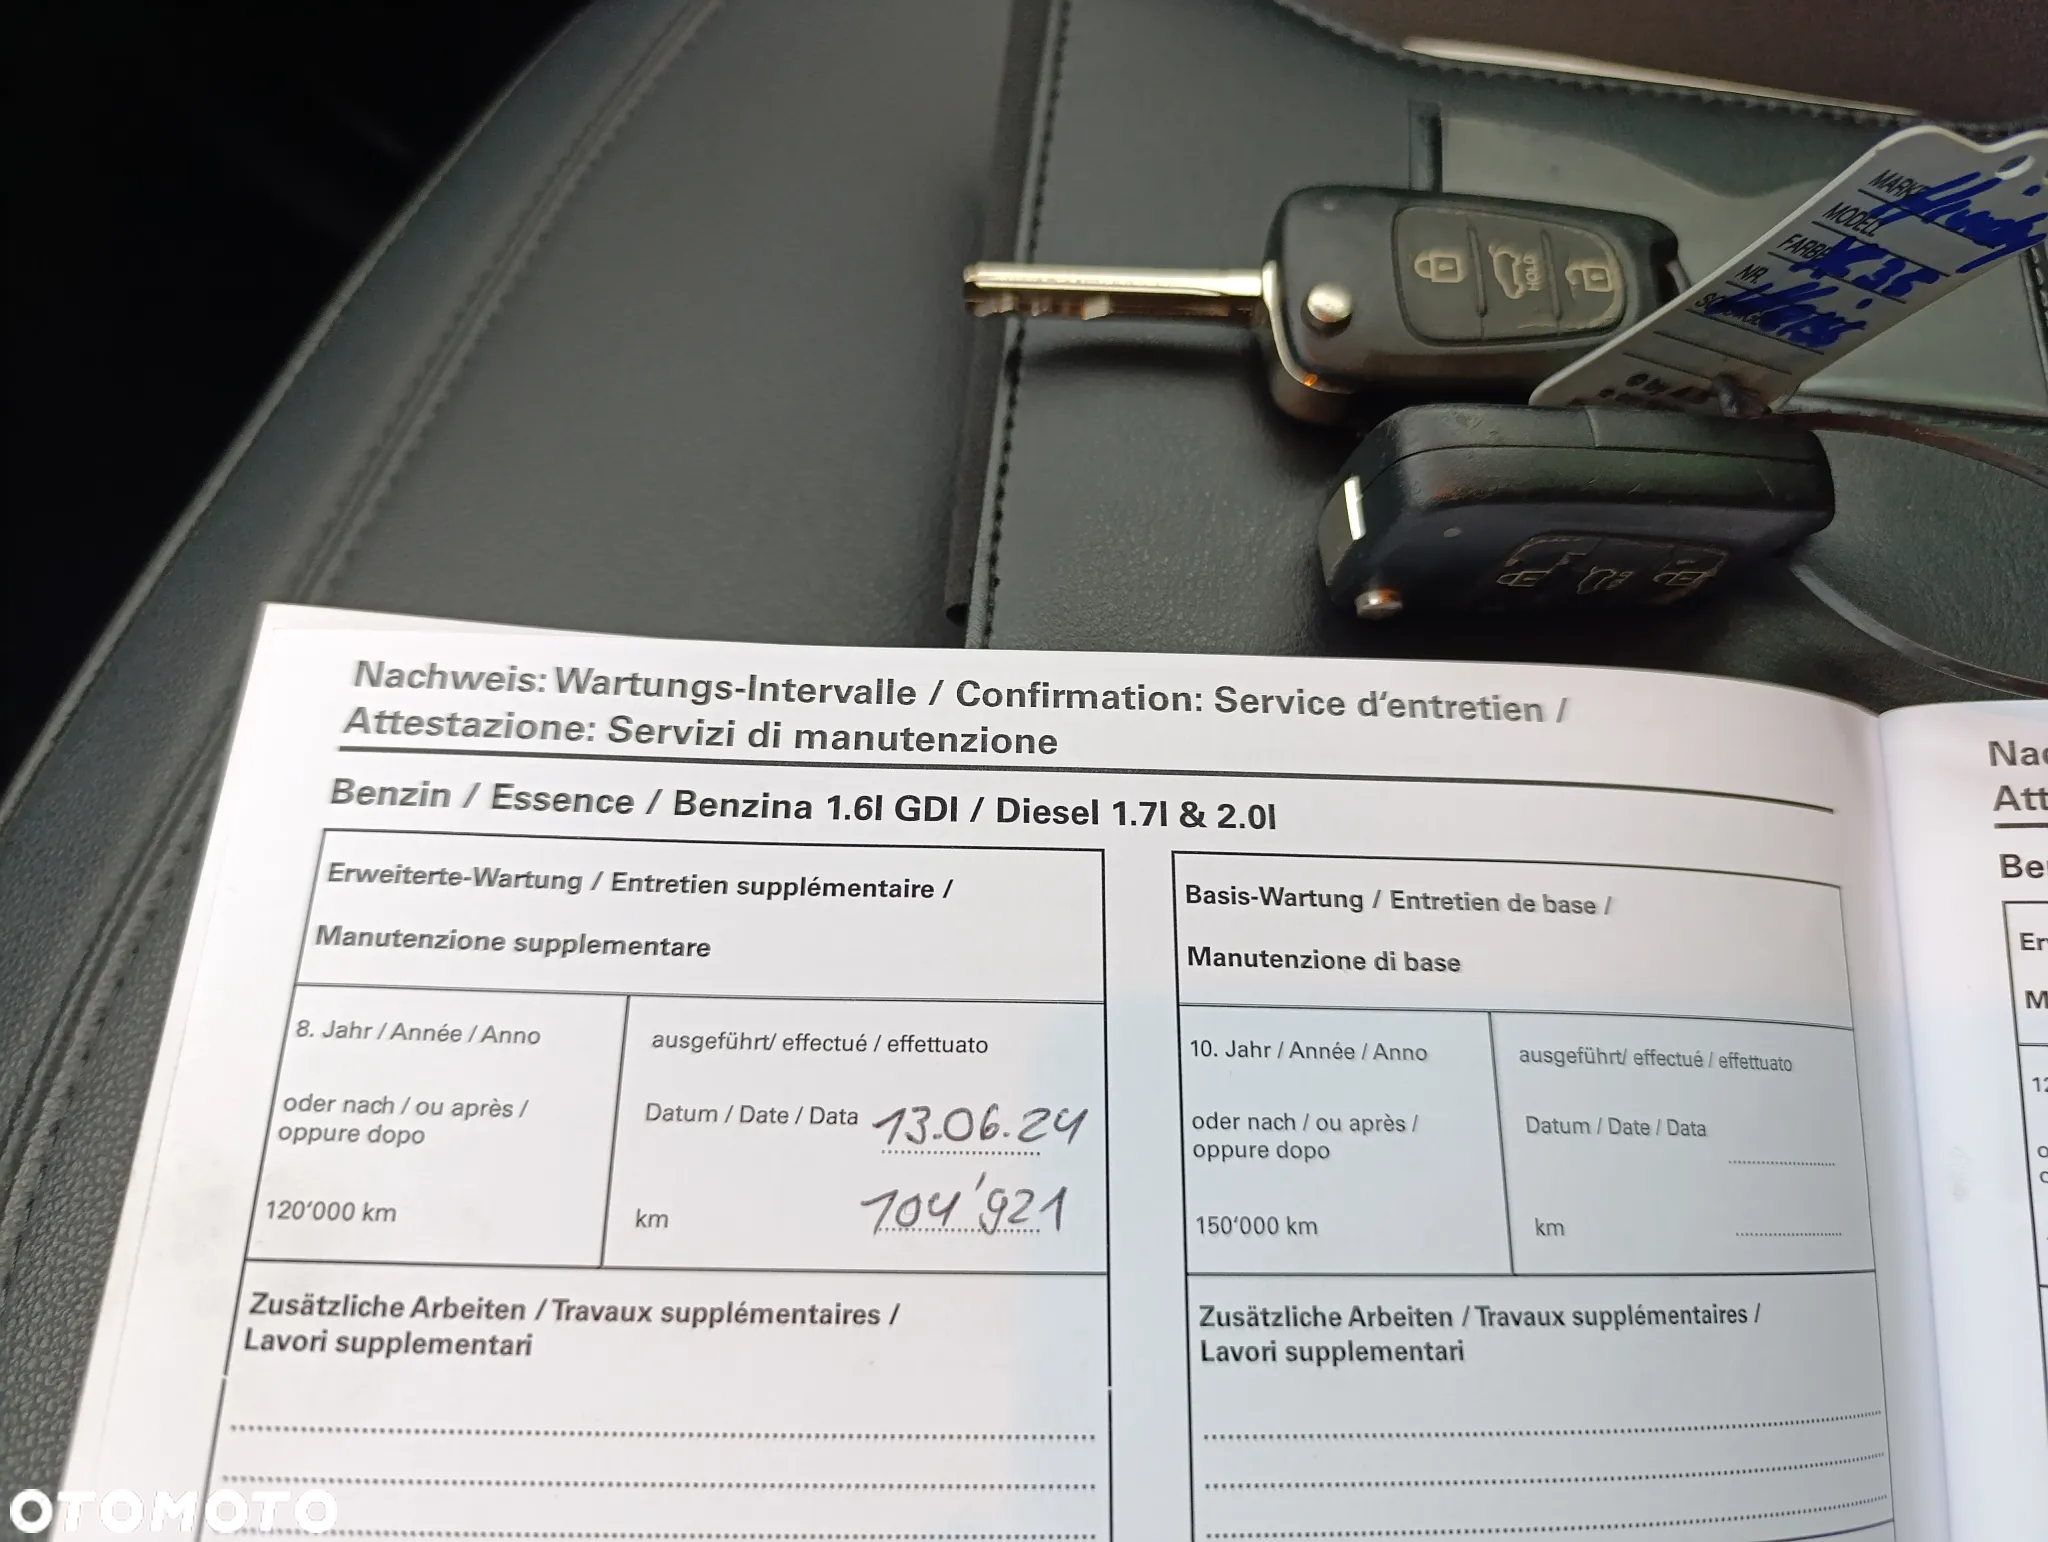 MARKE Hyundai
MODELL
FARBE IX35
NR.
HOLD
Nachweis: Wartungs-Intervalle / Confirmation: Service d'entretien /
Attestazione: Servizi di manutenzione
Benzin / Essence / Benzina 1.6l GDI / Diesel 1.7l & 2.0l
Erweiterte-Wartung / Entretien supplémentaire /
Manutenzione supplementare
8. Jahr / Année / Anno
oder nach / ou après /
oppure dopo
120'000 km
ausgeführt/ effectué / effettuato
Datum / Date / Data 13.06.24
km 104'921
Zusätzliche Arbeiten / Travaux supplémentaires /
Lavori supplementari
Basis-Wartung / Entretien de base /
Manutenzione di base
10. Jahr / Année / Anno
oder nach / ou après /
oppure dopo
150'000 km
ausgeführt/ effectué / effettuato
Datum / Date / Data
km
Zusätzliche Arbeiten / Travaux supplémentaires /
Lavori supplementari
OTOMOTO